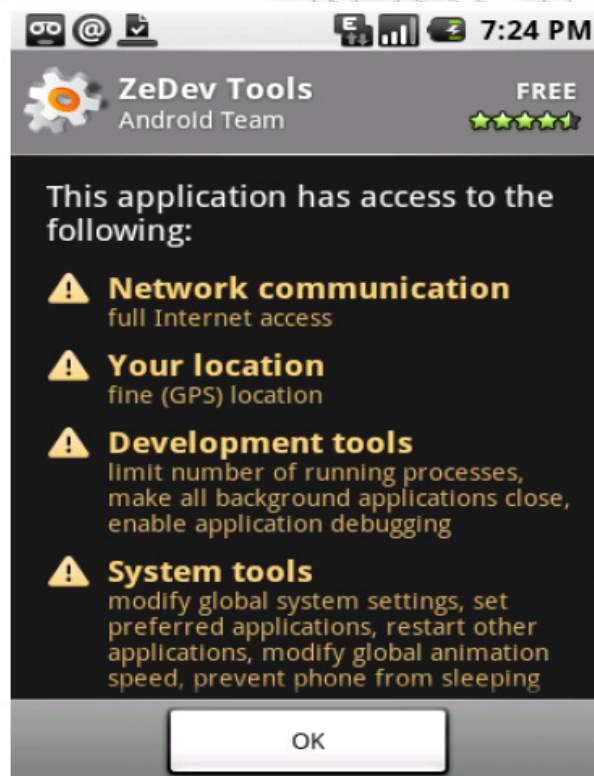 7:24 PM
ZeDev Tools
FREE
Android Team
This application has access to the
following:
Network communication
full Internet access
Your location
fine (GPS) location
Development tools
limit number of running processes,
make all background applications close,
enable application debugging
System tools
modify global system settings, set
preferred applications, restart other
applications, modify global animation
speed, prevent phone from sleeping
OK